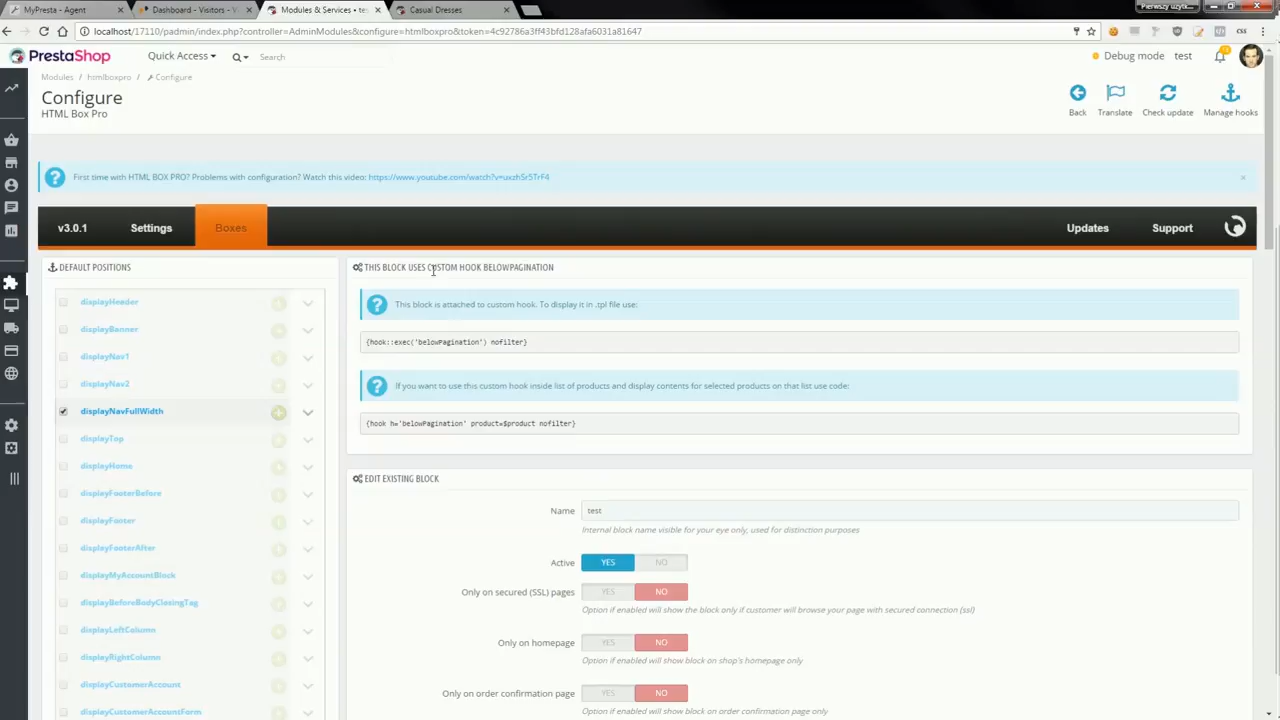 MyPresta - Agent
Dashboard - Visitors - V
Modules & Services • tes
Casual Dresses
Pierwszy użytk...
localhost/17110/padmin/index.php?controller=AdminModules&configure=htmlboxpro&token=4c92786a3ff43bfd128afa6031a81647
CSS
PrestaShop
Quick Access
Search
Debug mode
test
Modules / htmlboxpro / Configure
Configure
HTML Box Pro
Back
Translate
Check update
Manage hooks
First time with HTML BOX PRO? Problems with configuration? Watch this video:
v3.0.1
Settings
Boxes
Updates
Support
DEFAULT POSITIONS
displayHeader
displayBanner
displayNav1
displayNav2
displayNavFullWidth
displayTop
displayHome
displayFooterBefore
displayFooter
displayFooterAfter
displayMyAccountBlock
displayBeforeBodyClosingTag
displayLeftColumn
displayRightColumn
displayCustomerAccount
displayCustomerAccountForm
THIS BLOCK USES CUSTOM HOOK BELOWPAGINATION
This block is attached to custom hook. To display it in .tpl file use:
{hook::exec('belowPagination') nofilter}
If you want to use this custom hook inside list of products and display contents for selected products on that list use code:
{hook h='belowPagination' product=$product nofilter}
EDIT EXISTING BLOCK
Name
test
Internal block name visible for your eye only, used for distinction purposes
Active
YES
NO
Only on secured (SSL) pages
YES
NO
Option if enabled will show the block only if customer will browse your page with secured connection (ssl)
Only on homepage
YES
NO
Option if enabled will show block on shop's homepage only
Only on order confirmation page
YES
NO
Option if enabled will show block on order confirmation page only